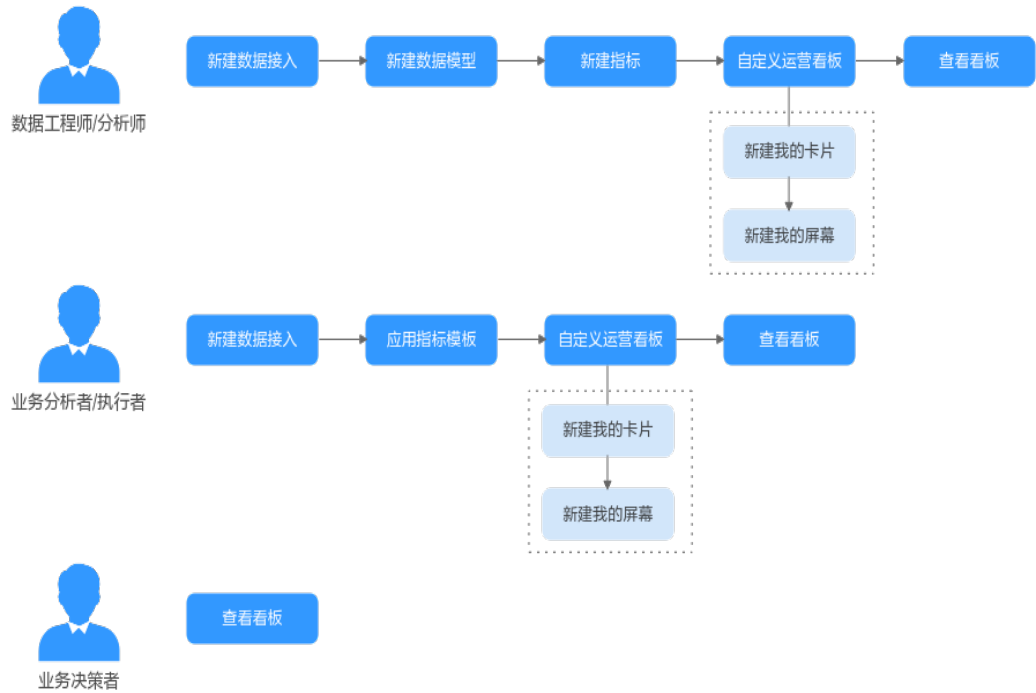 新建数据接入
新建数据模型
新建指标
自定义运营看板
查看看板
数据工程师/分析师
新建我的卡片
新建我的屏幕
新建数据接入
应用指标模板
自定义运营看板
查看看板
业务分析者/执行者
新建我的卡片
新建我的屏幕
查看看板
业务决策者